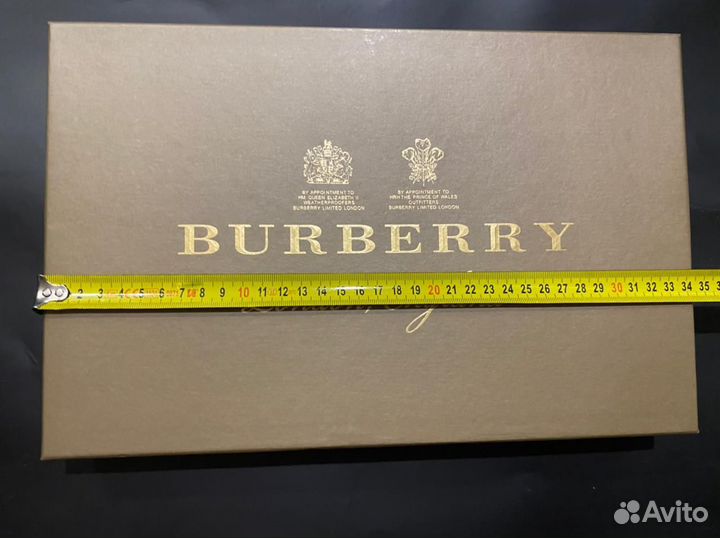 BY APPOINTMENT TO
HM QUEEN ELIZABETH II
WEATHERPROOFERS
BURBERRY LIMITED LONDON
BY APPOINTMENT TO
HRH THE PRINCE OF WALES
OUTFITTERS
BURBERRY LIMITED LONDON
BURBERRY
2 3 4 5 6 7 8 9 10 11 12 13 14 15 16 17 18 19 20 21 22 23 24 25 26 27 28 29 30 31 32 33 34 35
Avito